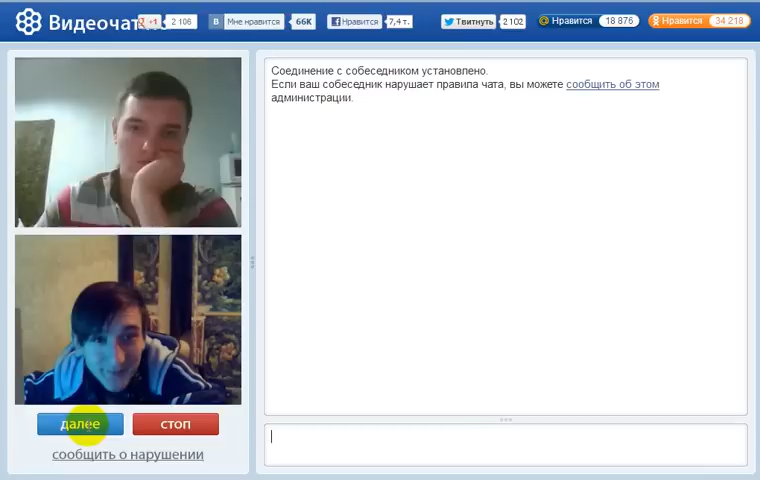 Видеочат
+1
2 106
В Мне нравится
66K
Нравится
7,4 т.
Твитнуть
2 102
@ Нравится
18 876
Нравится
34 218
Соединение с собеседником установлено.
Если ваш собеседник нарушает правила чата, вы можете сообщить об этом
администрации.
далее
стоп
сообщить о нарушении